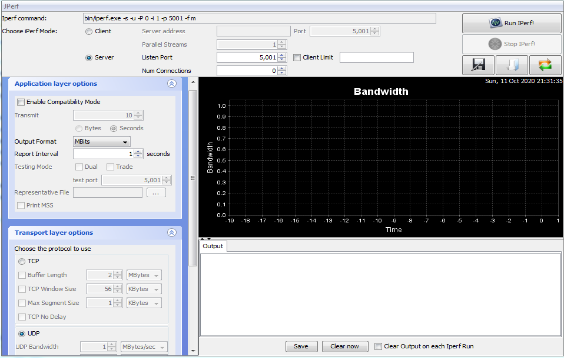 JPerf
Iperf command: bin/iperf.exe -s -u -P 0 -i 1 -p 5001 -f m
Choose iPerf Mode: Client Server address Port 5,001
Parallel Streams 1
Server Listen Port 5,001 Client Limit
Num Connections 0
Run IPerf!
Stop IPerf!
Application layer options
Enable Compatibility Mode
Transmit 10
Bytes Seconds
Output Format MBits
Report Interval 1 seconds
Testing Mode Dual Trade
test port 5,001
Representative File ...
Print MSS
Transport layer options
Choose the protocol to use
TCP
Buffer Length 2 MBytes
TCP Window Size 56 KBytes
Max Segment Size 1 KBytes
TCP No Delay
UDP
UDP Bandwidth 1 MBytes/sec
Sun, 11 Oct 2020 21:31:35
Bandwidth
1.0
0.9
0.8
0.7
0.6
0.5
0.4
0.3
0.2
0.1
0.0
Bandwidth
-19 -18 -17 -16 -15 -14 -13 -12 -11 -10 -9 -8 -7 -6 -5 -4 -3 -2 -1 0 1
Time
Output
Save Clear now Clear Output on each Iperf Run